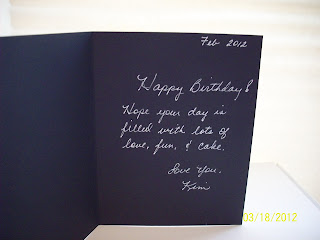 Feb 2012
Happy Birthday!
Hope your day is
filled with lots of
love, fun, & cake.
Love You.
Kim
03/18/2012